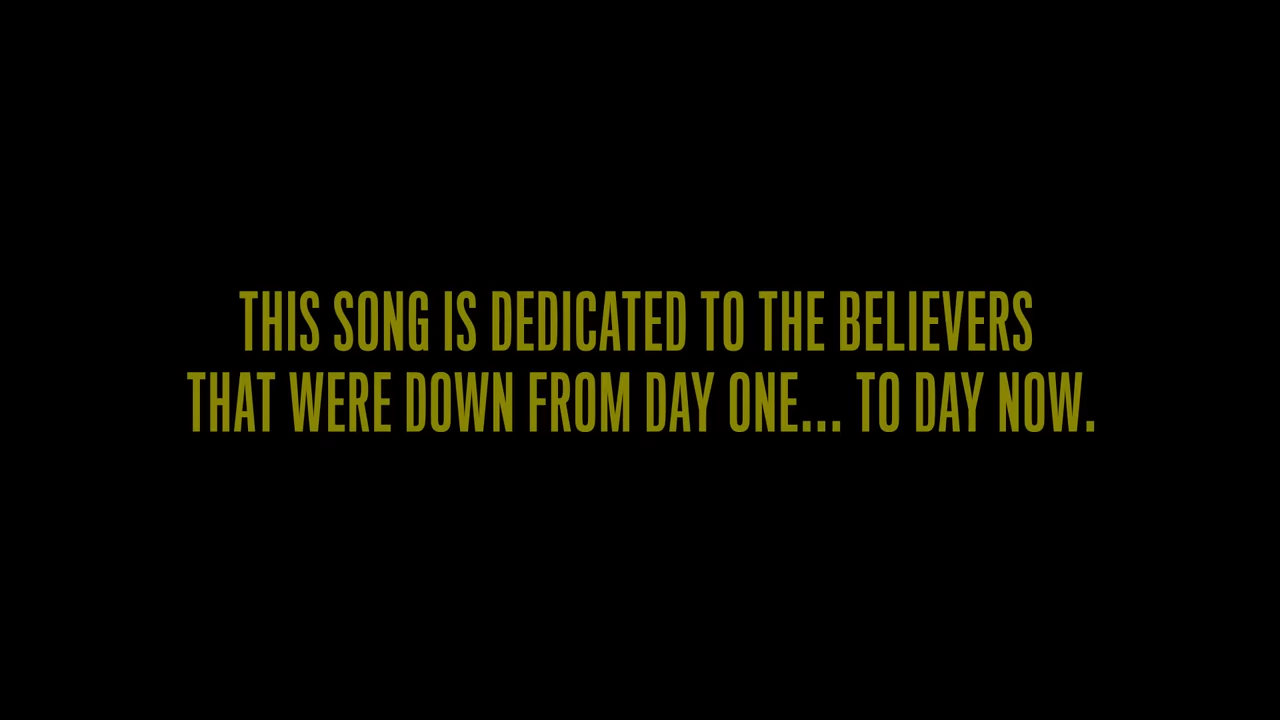 THIS SONG IS DEDICATED TO THE BELIEVERS
THAT WERE DOWN FROM DAY ONE... TO DAY NOW.